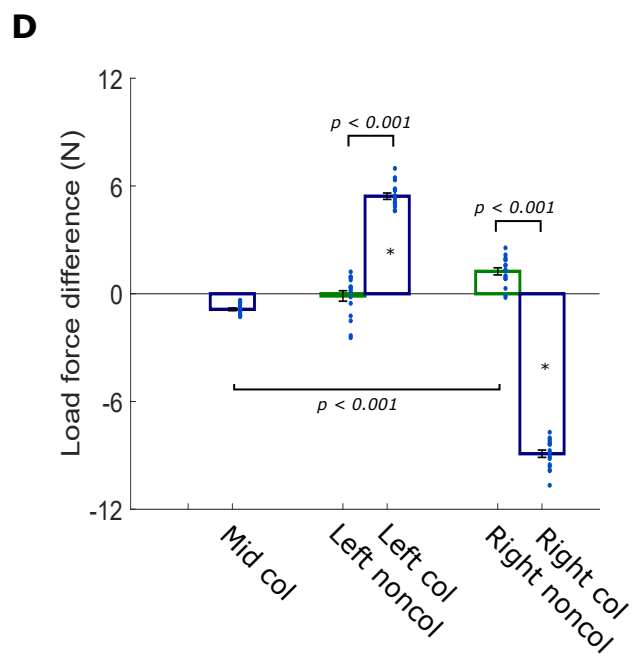 D
Load force difference (N)
12
6
0
-6
-12
p < 0.001
p < 0.001
*
*
p < 0.001
Mid col
Left noncol
Left col
Right noncol
Right col